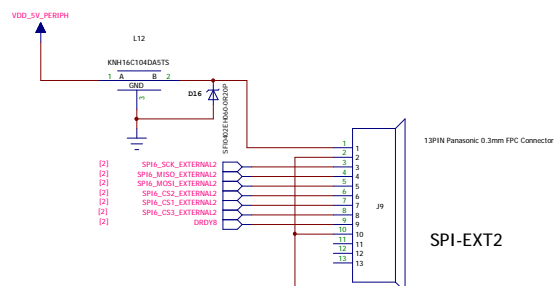 VDD_5V_PERIPH
L12
KNH16C104DA5TS
1 A B 2
GND
3
D16
SPI6_SCK_EXTERNAL2
[2] SPI6_SCK_EXTERNAL2
[2] SPI6_MISO_EXTERNAL2
[2] SPI6_MOSI_EXTERNAL2
[2] SPI6_CS2_EXTERNAL2
[2] SPI6_CS1_EXTERNAL2
[2] SPI6_CS3_EXTERNAL2
[2] DRDY8
13PIN Panasonic 0.3mm FPC Connector
1 1
2 2
3 3
4 4
5 5
6 6
7 7
8 8
9 9
10 10
11 11
12 12
13 13
J9
SPI-EXT2